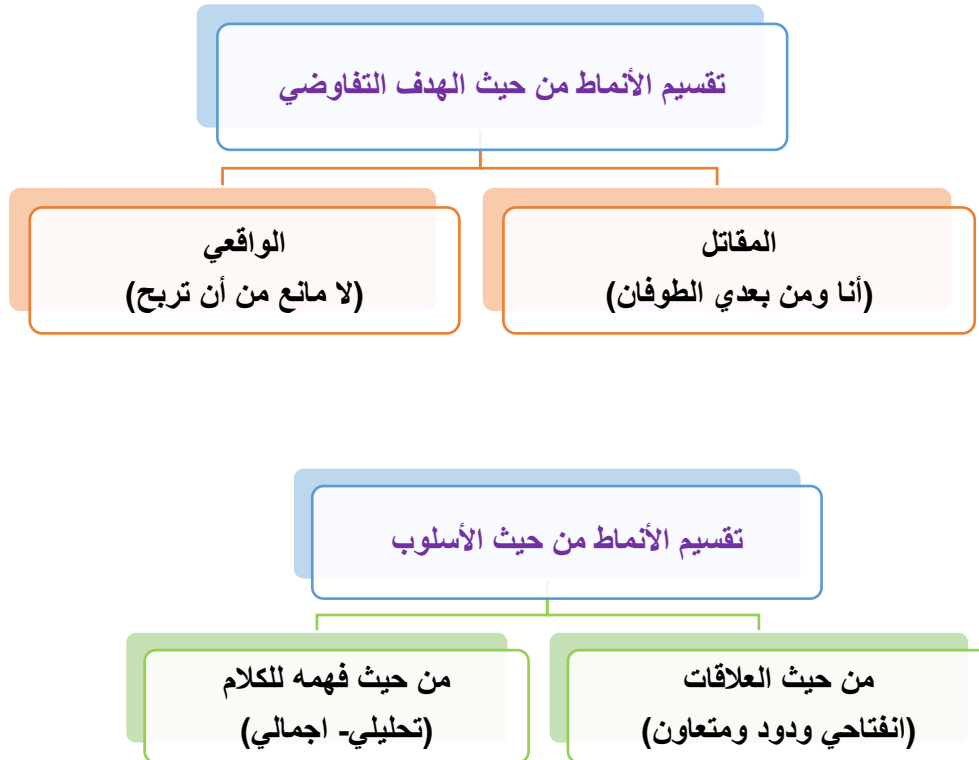 تقسيم الأنماط من حيث الهدف التفاوضي
المقاتل
(أنا ومن بعدي الطوفان)
الواقعي
(لا مانع من أن تربح)
تقسيم الأنماط من حيث الأسلوب
من حيث العلاقات
(انفتاحي ودود ومتعاون)
من حيث فهمه للكلام
(تحليلي- اجمالي)